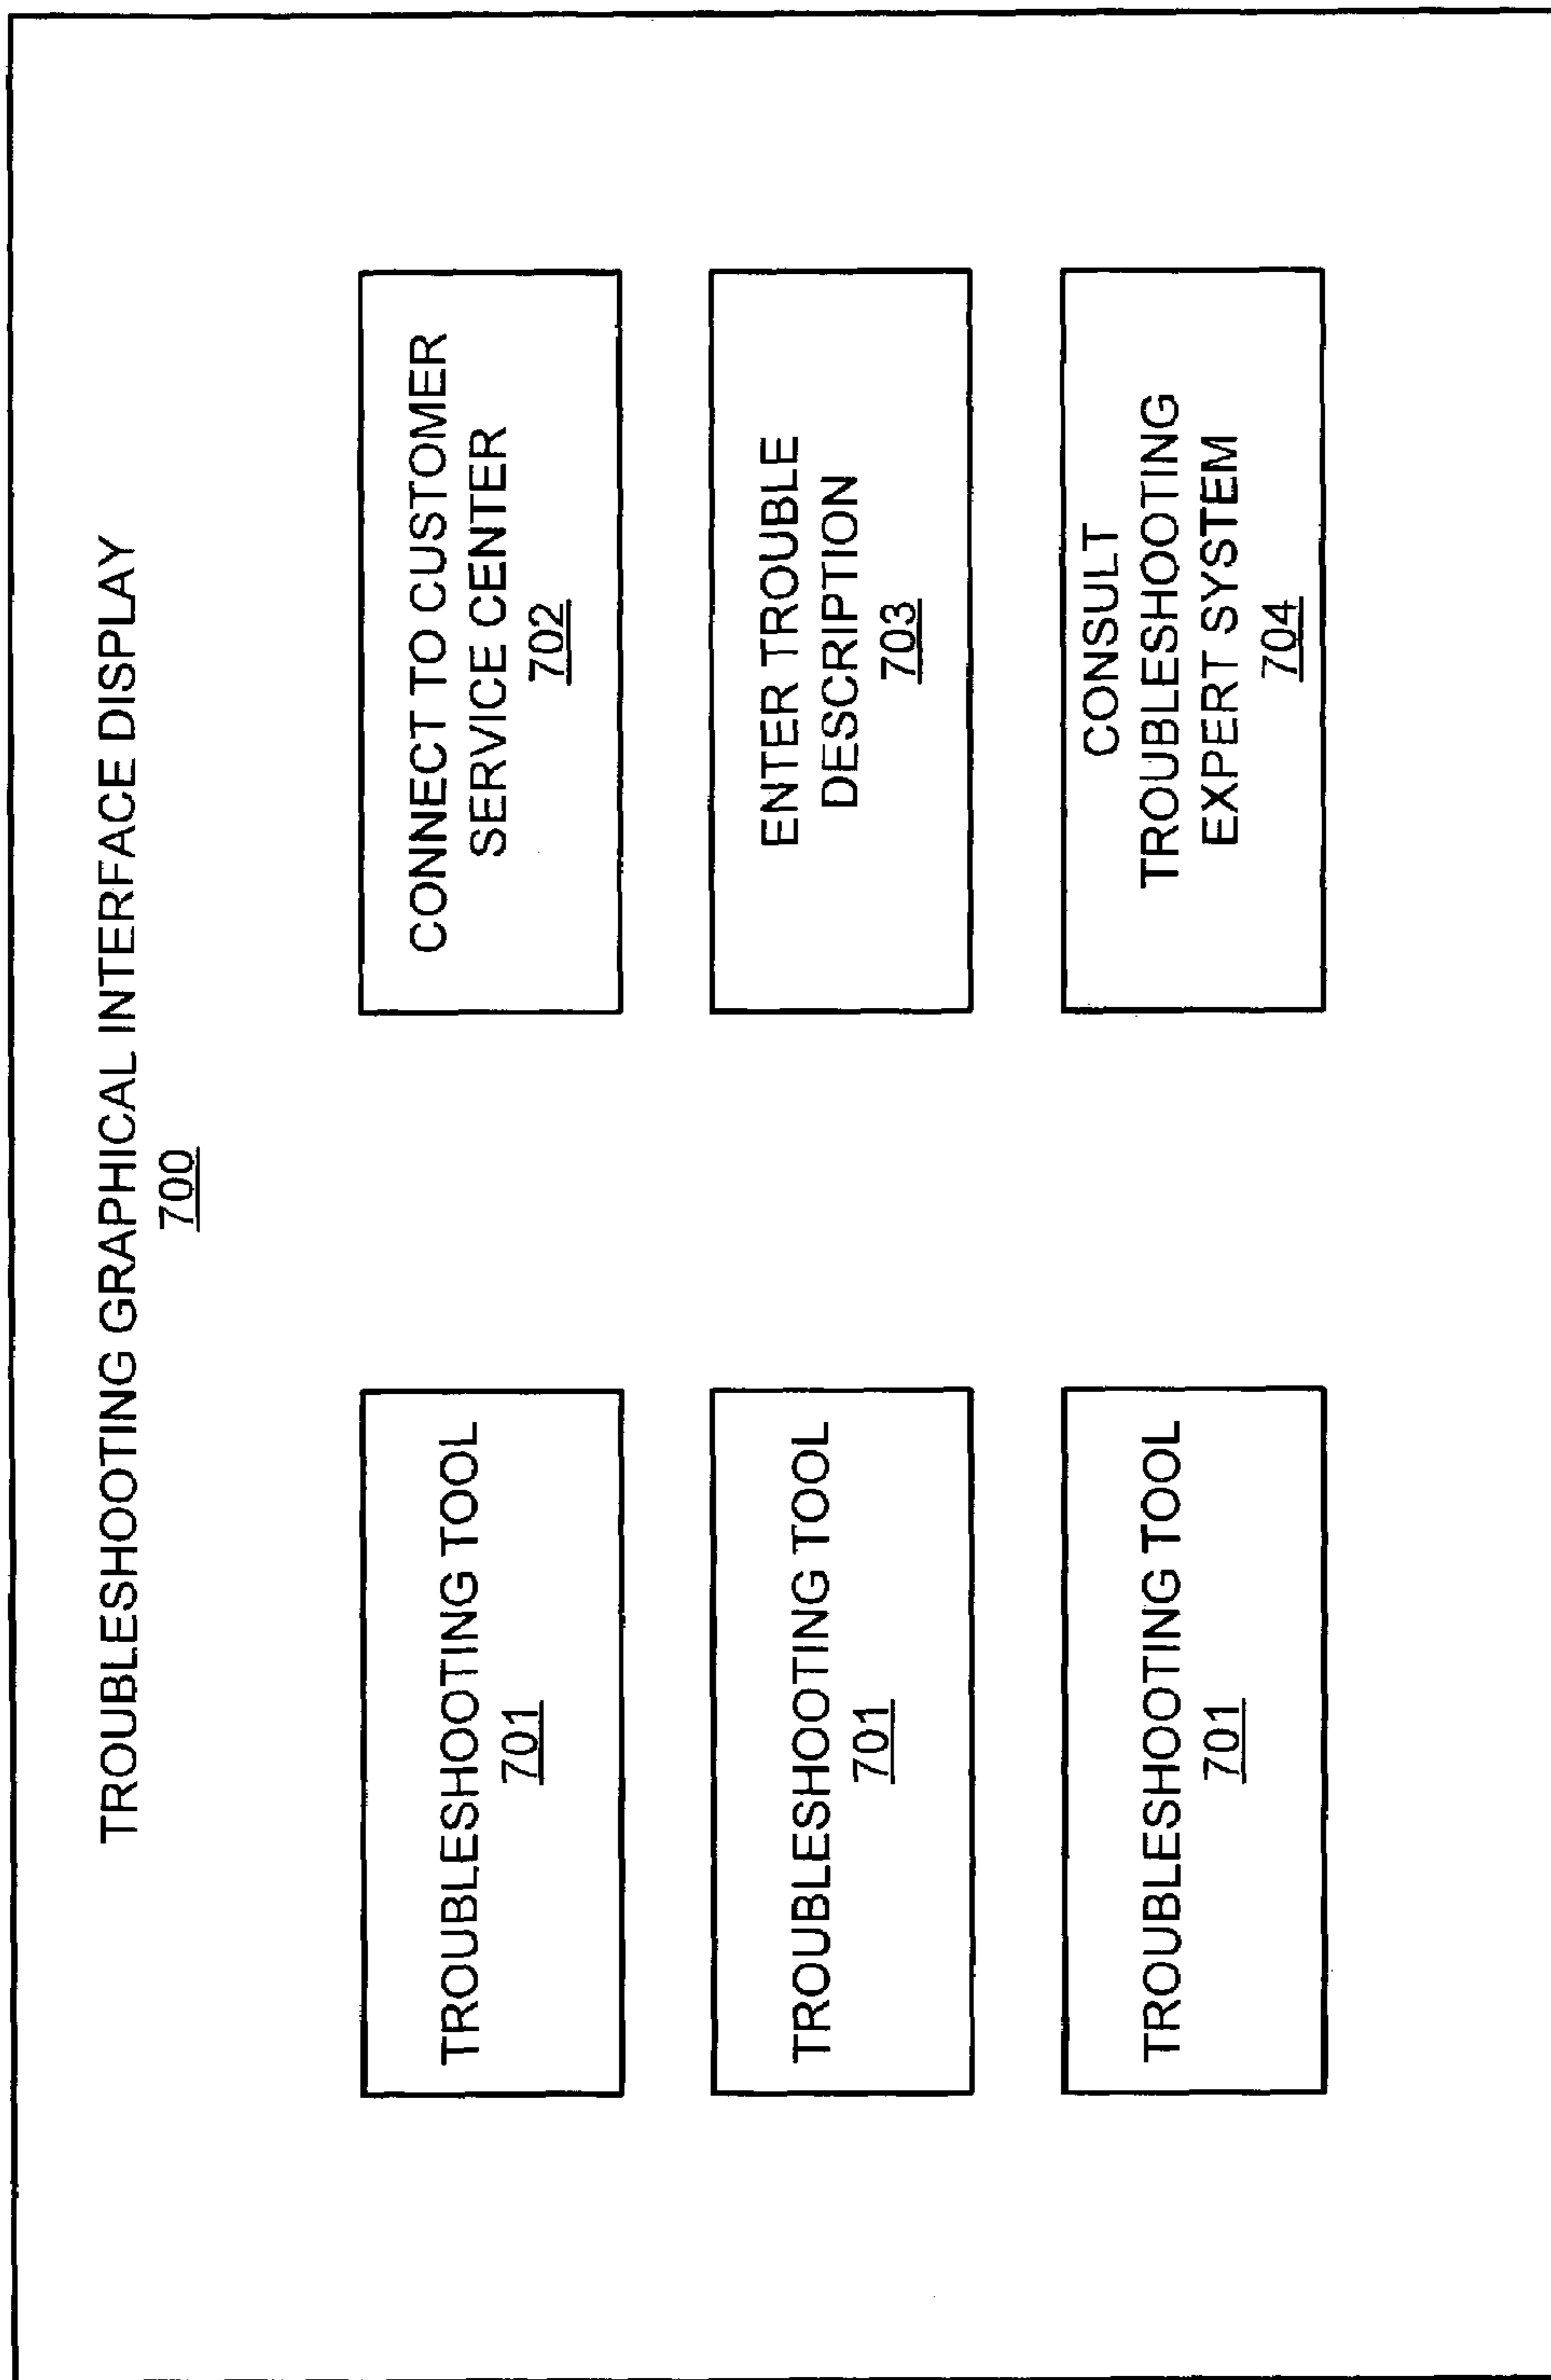 TROUBLESHOOTING GRAPHICAL INTERFACE DISPLAY
700
TROUBLESHOOTING TOOL
701
TROUBLESHOOTING TOOL
701
TROUBLESHOOTING TOOL
701
CONNECT TO CUSTOMER
SERVICE CENTER
702
ENTER TROUBLE
DESCRIPTION
703
CONSULT
TROUBLESHOOTING
EXPERT SYSTEM
704